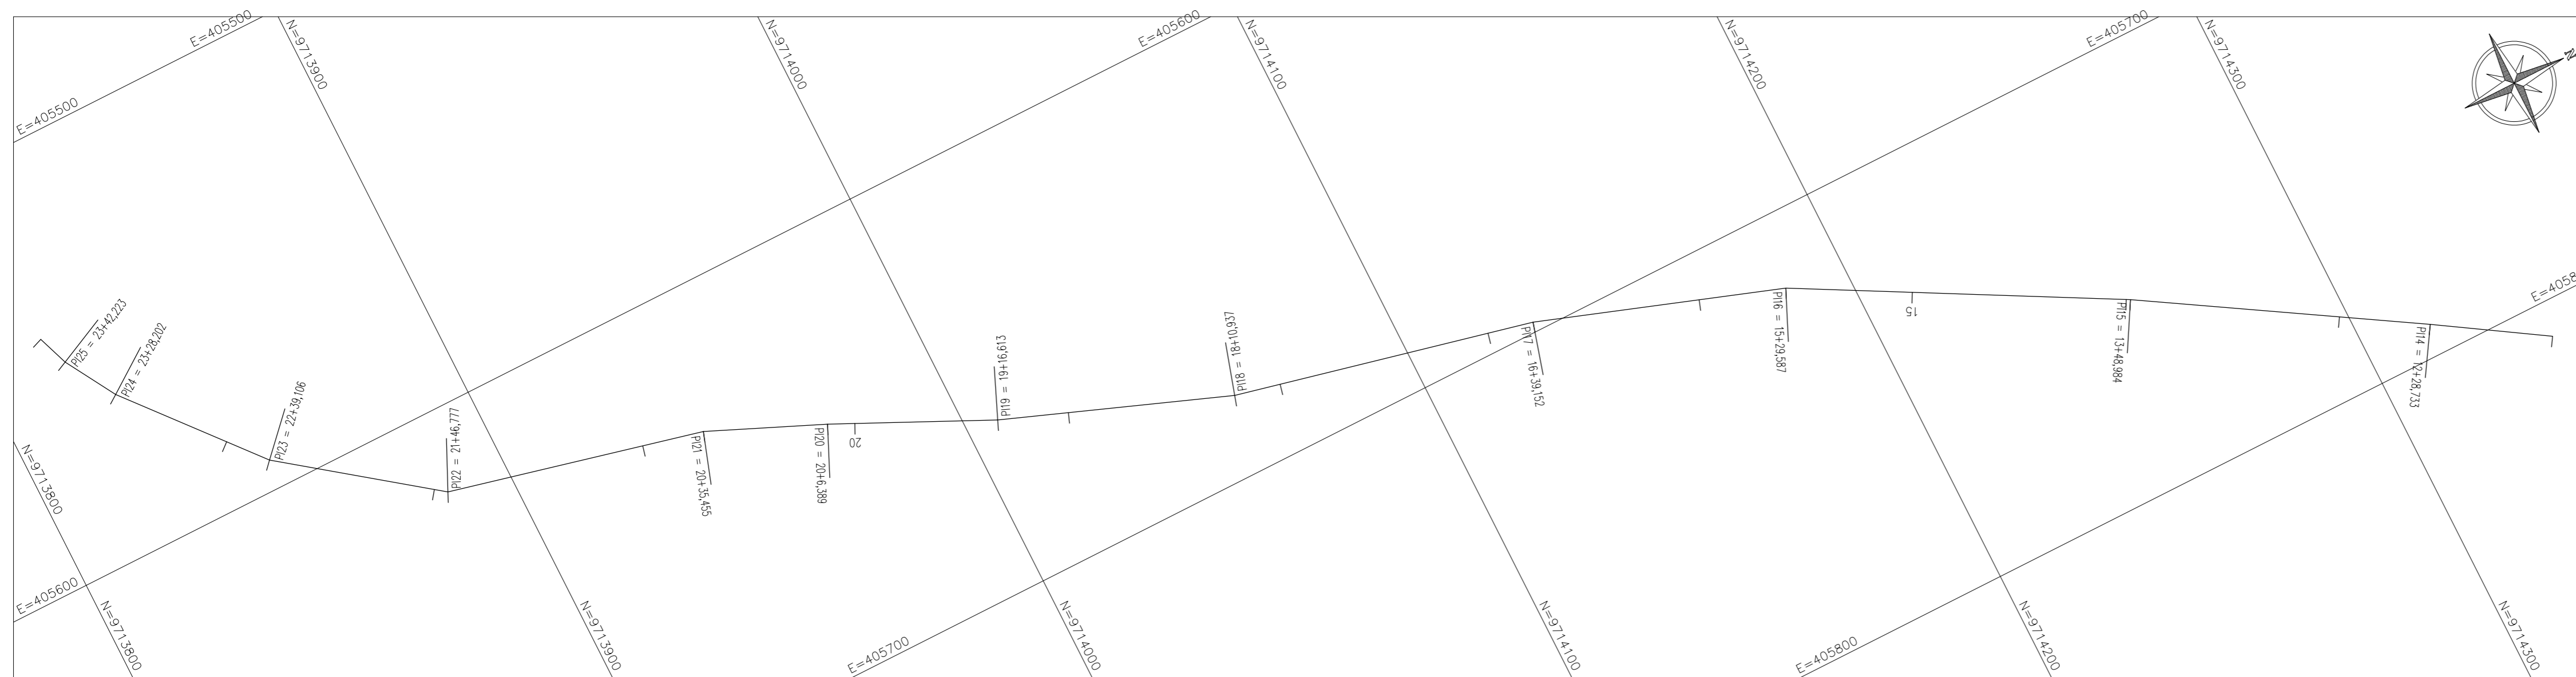 E=405500
N=9713900
N=9714000
E=405600
N=9714100
N=9714200
E=405700
N=9714300
N
E=405500
E=4058
PI25 = 23+42,223
PI24 = 23+28,202
PI23 = 22+39,106
PI22 = 21+46,777
PI21 = 20+35,455
PI20 = 20+6,389
20
PI19 = 19+16,613
PI18 = 18+10,937
PI17 = 16+39,152
PI16 = 15+29,587
15
PI15 = 13+48,984
PI14 = 12+28,733
N=9713800
E=405600
N=9713800
N=9713900
E=405700
N=9714000
N=9714100
E=405800
N=9714200
N=9714300